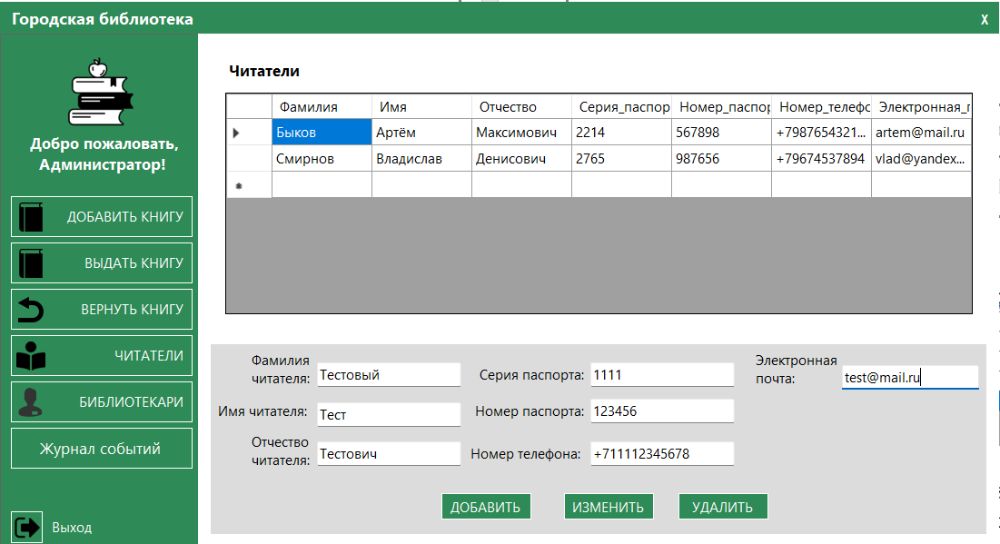 Городская библиотека X
Добро пожаловать,
Администратор!
ДОБАВИТЬ КНИГУ
ВЫДАТЬ КНИГУ
ВЕРНУТЬ КНИГУ
ЧИТАТЕЛИ
БИБЛИОТЕКАРИ
Журнал событий
Выход
Читатели
Фамилия Имя Отчество Серия_паспор Номер_паспор Номер_телефо Электронная_п
Быков Артём Максимович 2214 567898 +7987654321... artem@mail.ru
Смирнов Владислав Денисович 2765 987656 +79674537894 vlad@yandex...
Фамилия
читателя: Тестовый
Имя читателя: Тест
Отчество
читателя: Тестович
Серия паспорта: 1111
Номер паспорта: 123456
Номер телефона: +711112345678
Электронная
почта: test@mail.ru
ДОБАВИТЬ ИЗМЕНИТЬ УДАЛИТЬ